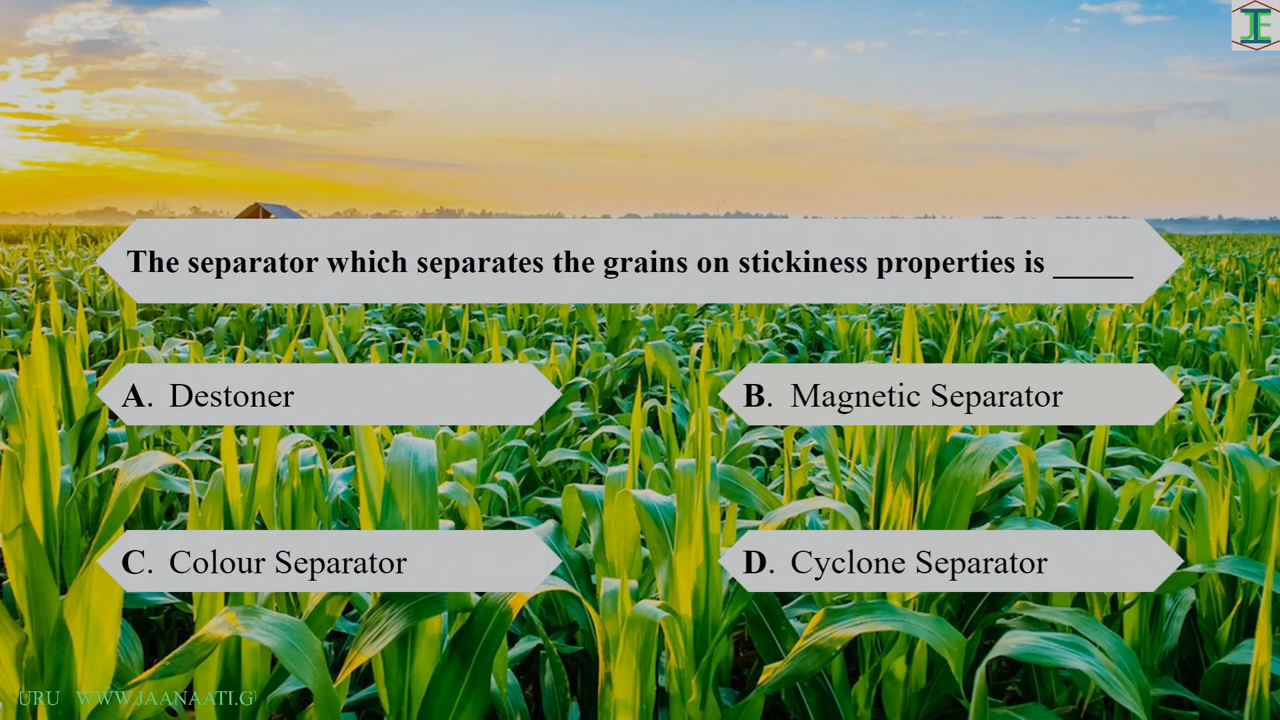 The separator which separates the grains on stickiness properties is _____
A. Destoner
B. Magnetic Separator
C. Colour Separator
D. Cyclone Separator
URU WWW.JAANAATI.G